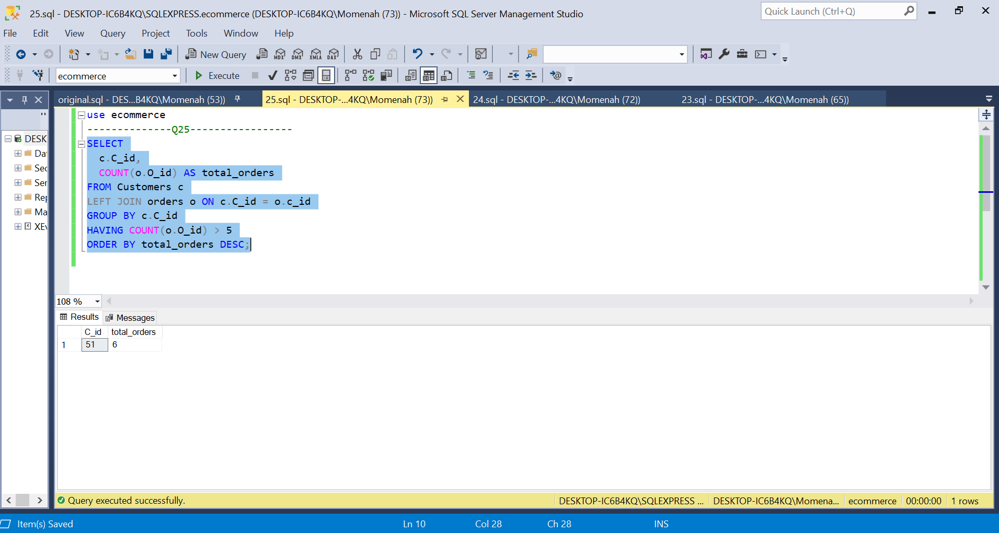 25.sql - DESKTOP-IC6B4KQ\SQLEXPRESS.ecommerce (DESKTOP-IC6B4KQ\Momenah (73)) - Microsoft SQL Server Management Studio
Quick Launch (Ctrl+Q)
File Edit View Query Project Tools Window Help
New Query MDX DMX XMLA DAX
ecommerce Execute
original.sql - DES...B4KQ\Momenah (53)) 25.sql - DESKTOP-...4KQ\Momenah (73)) 24.sql - DESKTOP-...4KQ\Momenah (72)) 23.sql - DESKTOP-...4KQ\Momenah (65))
DESK
Dat
Sec
Ser
Rep
Ma
XEv
use ecommerce
--------------Q25-----------------
SELECT
c.C_id,
COUNT(o.O_id) AS total_orders
FROM Customers c
LEFT JOIN orders o ON c.C_id = o.c_id
GROUP BY c.C_id
HAVING COUNT(o.O_id) > 5
ORDER BY total_orders DESC;
108 %
Results Messages
C_id total_orders
1 51 6
Query executed successfully. DESKTOP-IC6B4KQ\SQLEXPRESS ... DESKTOP-IC6B4KQ\Momena... ecommerce 00:00:00 1 rows
Item(s) Saved Ln 10 Col 28 Ch 28 INS